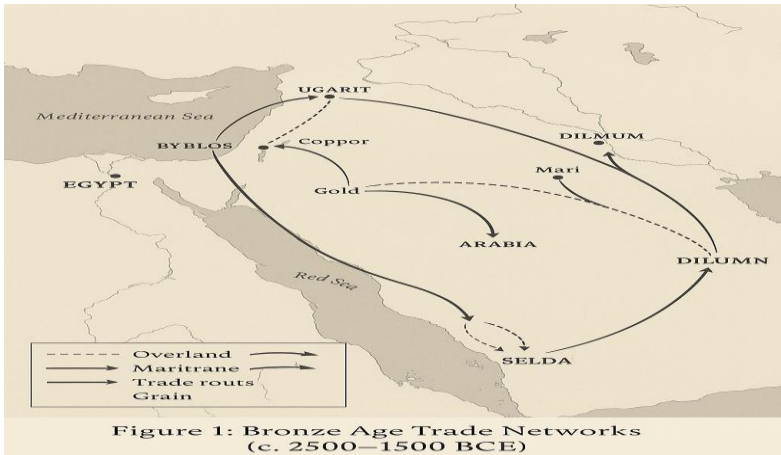 UGARIT
Mediterranean Sea
BYBLOS
Coppor
DILMUM
Mari
EGYPT
Gold
ARABIA
DILUMN
Red Sea
SELDA
Overland
Maritrane
Trade routs
Grain
Figure 1: Bronze Age Trade Networks
(c. 2500–1500 BCE)